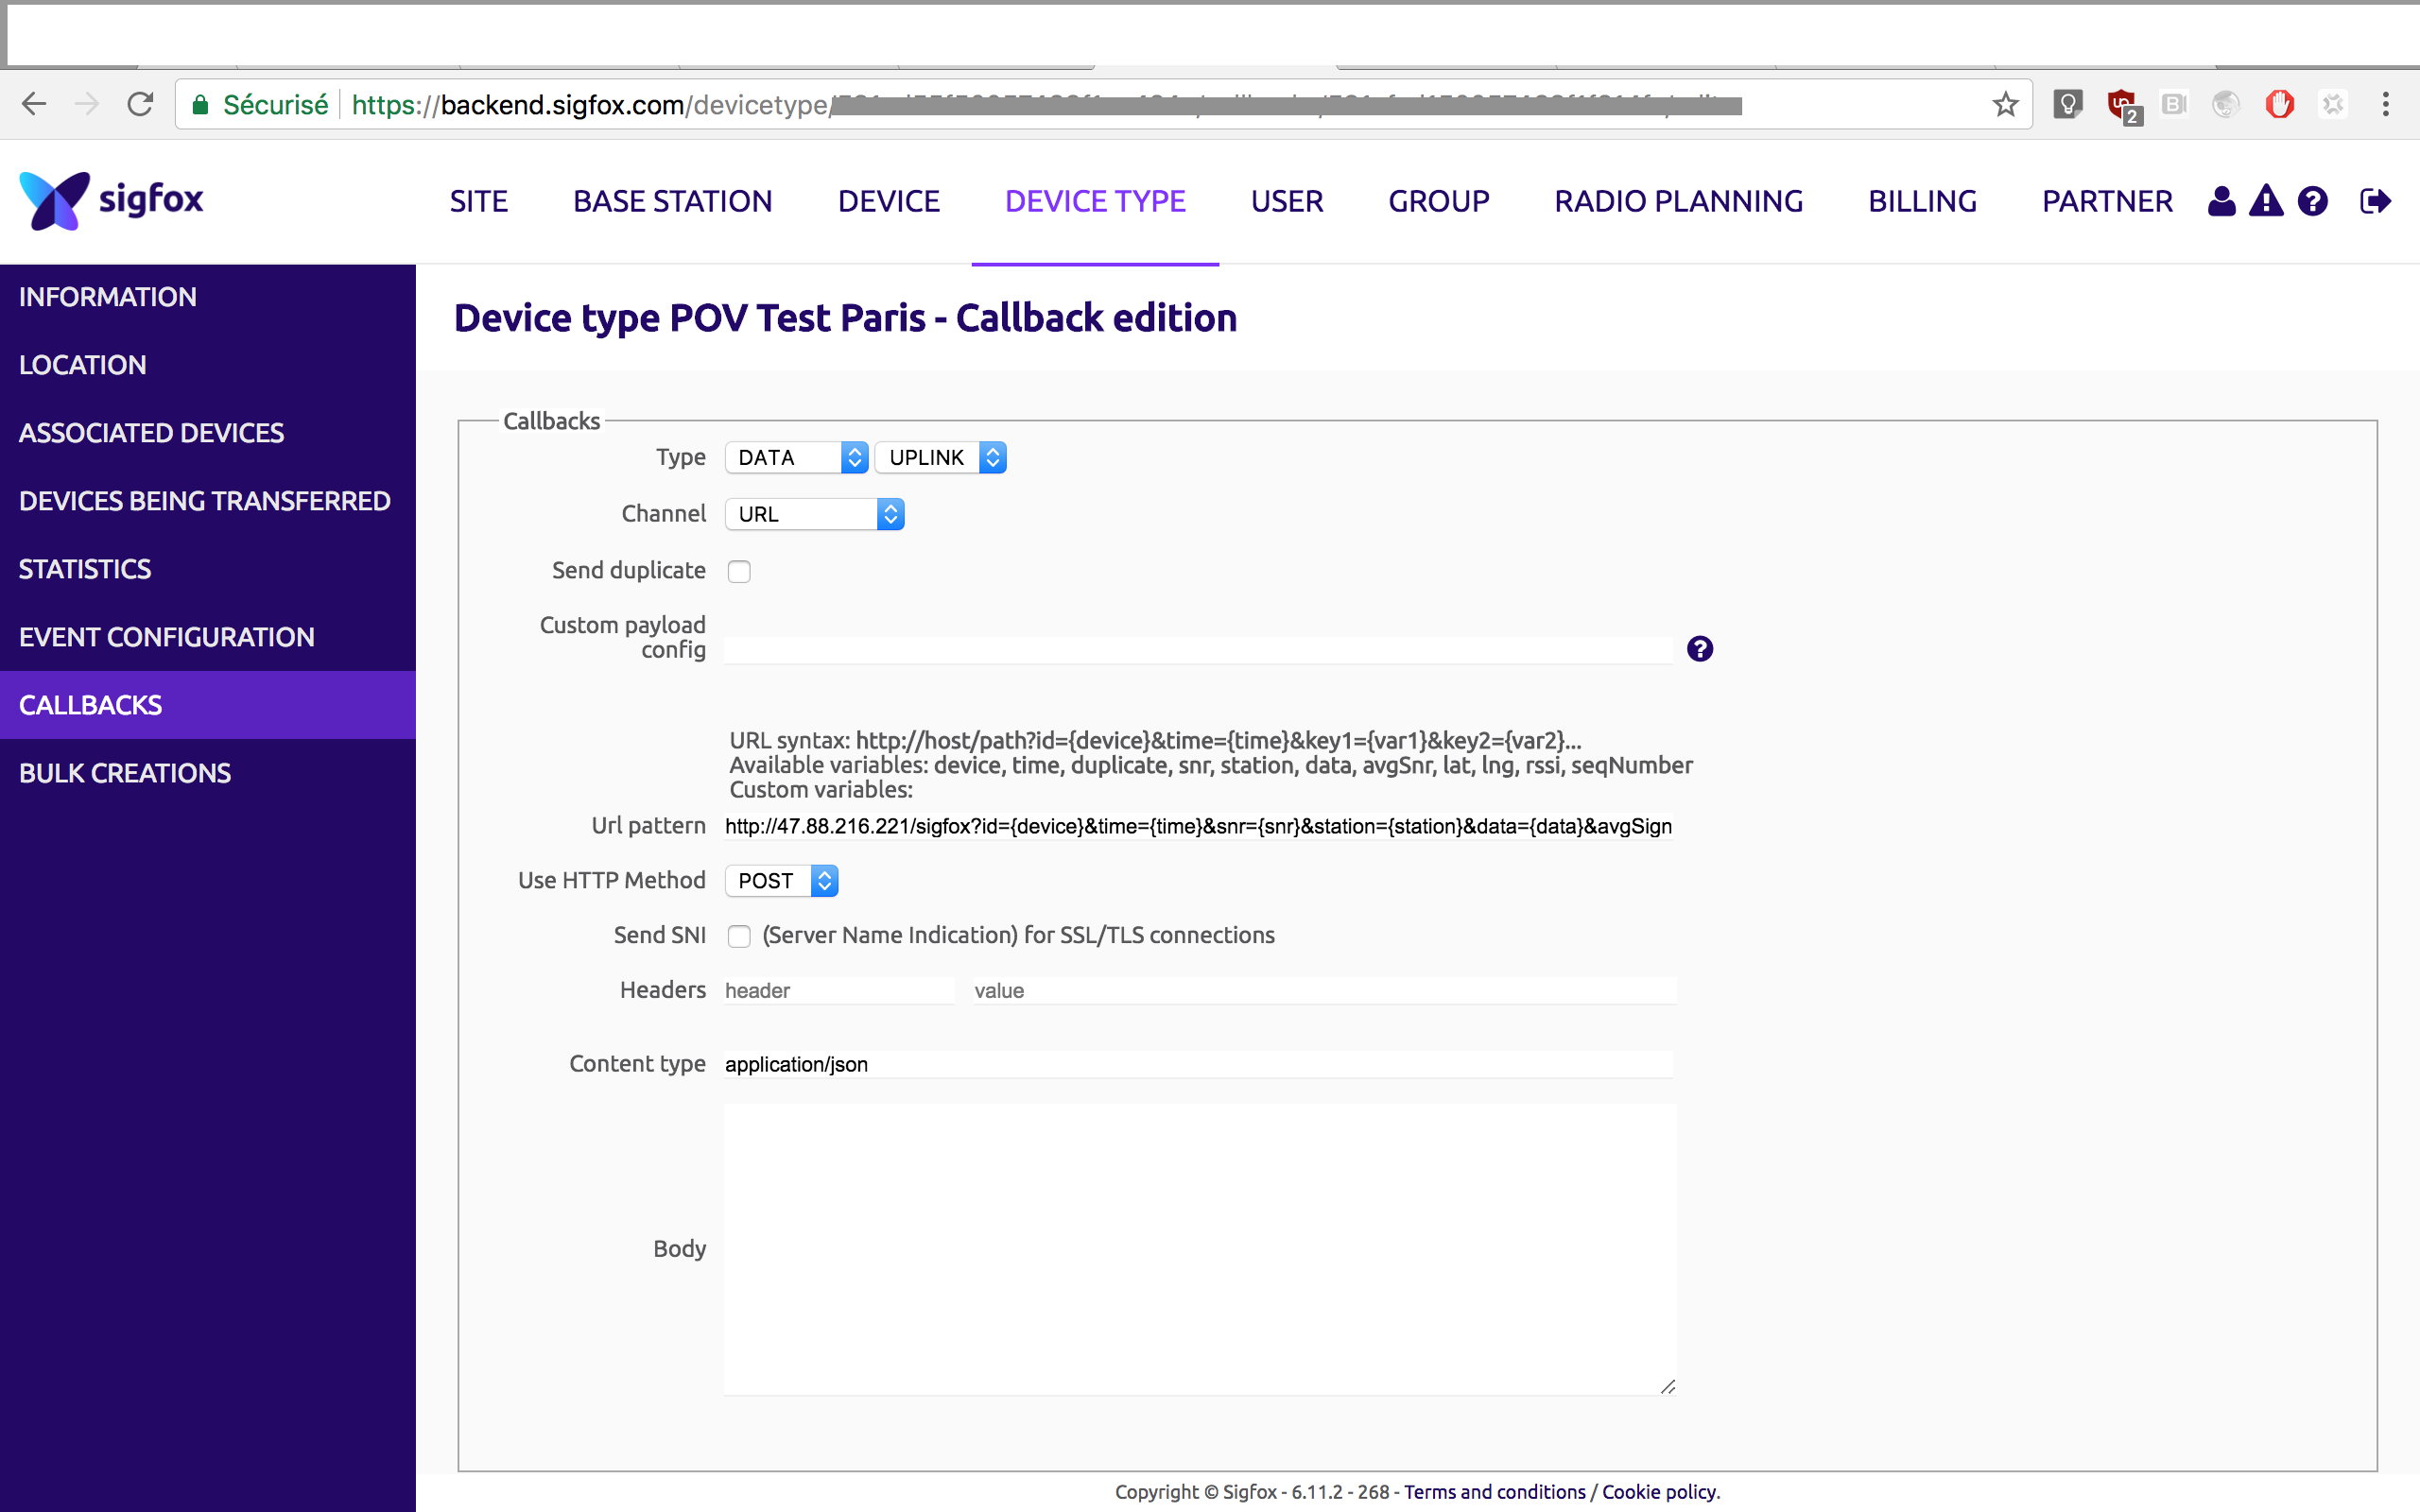 Sécurisé https://backend.sigfox.com/devicetype/
2
sigfox
SITE BASE STATION DEVICE DEVICE TYPE USER GROUP RADIO PLANNING BILLING PARTNER
INFORMATION
LOCATION
ASSOCIATED DEVICES
DEVICES BEING TRANSFERRED
STATISTICS
EVENT CONFIGURATION
CALLBACKS
BULK CREATIONS
Device type POV Test Paris - Callback edition
Callbacks
Type DATA UPLINK
Channel URL
Send duplicate
Custom payload
config
URL syntax: http://host/path?id={device}&time={time}&key1={var1}&key2={var2}...
Available variables: device, time, duplicate, snr, station, data, avgSnr, lat, lng, rssi, seqNumber
Custom variables:
Url pattern http://47.88.216.221/sigfox?id={device}&time={time}&snr={snr}&station={station}&data={data}&avgSign
Use HTTP Method POST
Send SNI (Server Name Indication) for SSL/TLS connections
Headers header value
Content type application/json
Body
Copyright © Sigfox - 6.11.2 - 268 - Terms and conditions / Cookie policy.